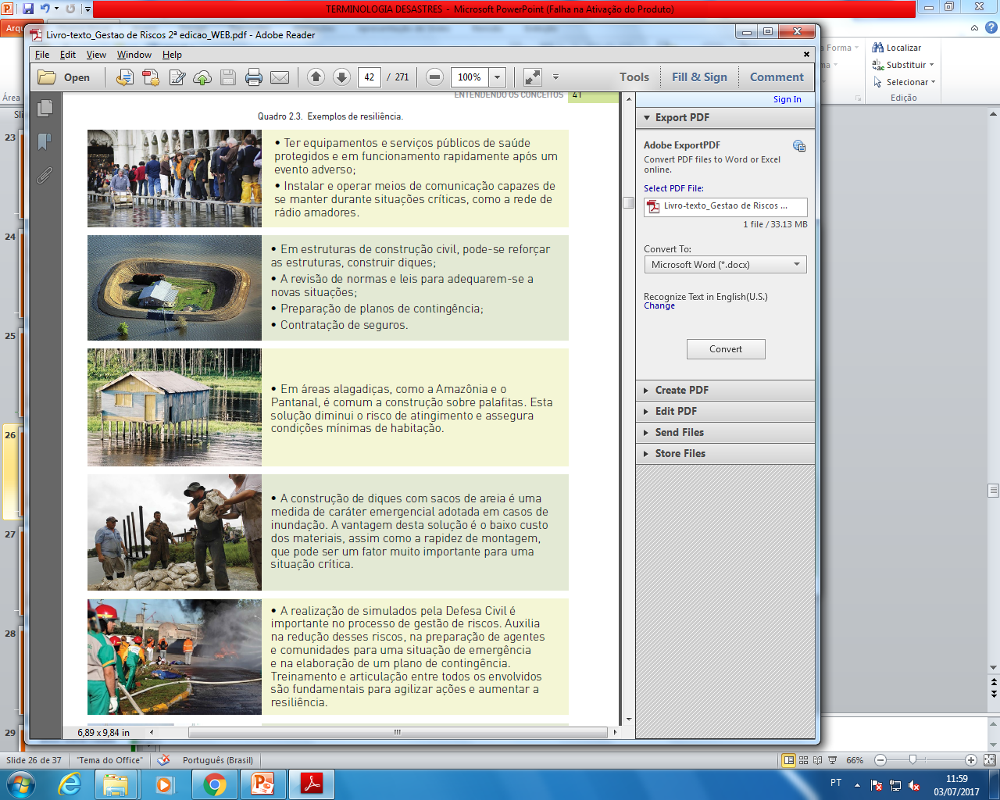 TERMINOLOGIA DESASTRES - Microsoft PowerPoint (Falha na Ativação do Produto)
Livro-texto_Gestao de Riscos 2ª edicao_WEB.pdf - Adobe Reader
Localizar
Substituir
Selecionar
Edição
File Edit View Window Help
Open
42 / 271
100%
Tools
Fill & Sign
Comment
ENTENDENDO OS CONCEITOS 41
Quadro 2.3. Exemplos de resiliência.
• Ter equipamentos e serviços públicos de saúde
protegidos e em funcionamento rapidamente após um
evento adverso;
• Instalar e operar meios de comunicação capazes de
se manter durante situações críticas, como a rede de
rádio amadores.
• Em estruturas de construção civil, pode-se reforçar
as estruturas, construir diques;
• A revisão de normas e leis para adequarem-se a
novas situações;
• Preparação de planos de contingência;
• Contratação de seguros.
• Em áreas alagadiças, como a Amazônia e o
Pantanal, é comum a construção sobre palafitas. Esta
solução diminui o risco de atingimento e assegura
condições mínimas de habitação.
• A construção de diques com sacos de areia é uma
medida de caráter emergencial adotada em casos de
inundação. A vantagem desta solução é o baixo custo
dos materiais, assim como a rapidez de montagem,
que pode ser um fator muito importante para uma
situação crítica.
• A realização de simulados pela Defesa Civil é
importante no processo de gestão de riscos. Auxilia
na redução desses riscos, na preparação de agentes
e comunidades para uma situação de emergência
e na elaboração de um plano de contingência.
Treinamento e articulação entre todos os envolvidos
são fundamentais para agilizar ações e aumentar a
resiliência.
6,89 x 9,84 in
Sign In
Export PDF
Adobe ExportPDF
Convert PDF files to Word or Excel
online.
Select PDF File:
Livro-texto_Gestao de Riscos ...
1 file / 33.13 MB
Convert To:
Microsoft Word (*.docx)
Recognize Text in English(U.S.)
Change
Convert
Create PDF
Edit PDF
Send Files
Store Files
23
24
25
26
27
28
29
Slide 26 de 37
"Tema do Office"
Português (Brasil)
66%
PT
11:59
03/07/2017